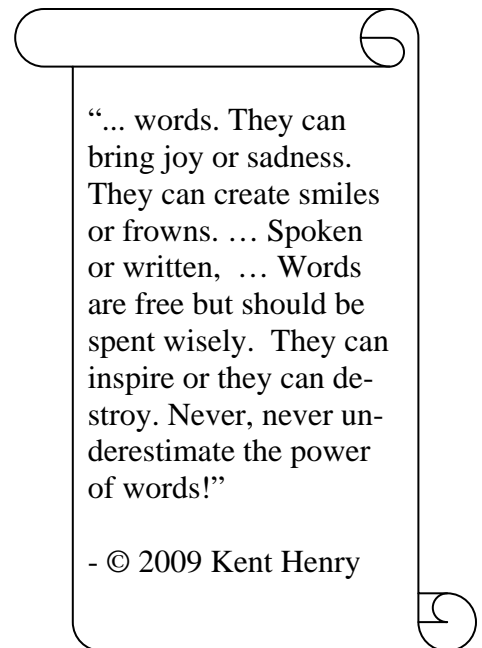 “... words. They can
bring joy or sadness.
They can create smiles
or frowns. … Spoken
or written,  … Words
are free but should be
spent wisely.  They can
inspire or they can de-
stroy. Never, never un-
derestimate the power
of words!”
- © 2009 Kent Henry